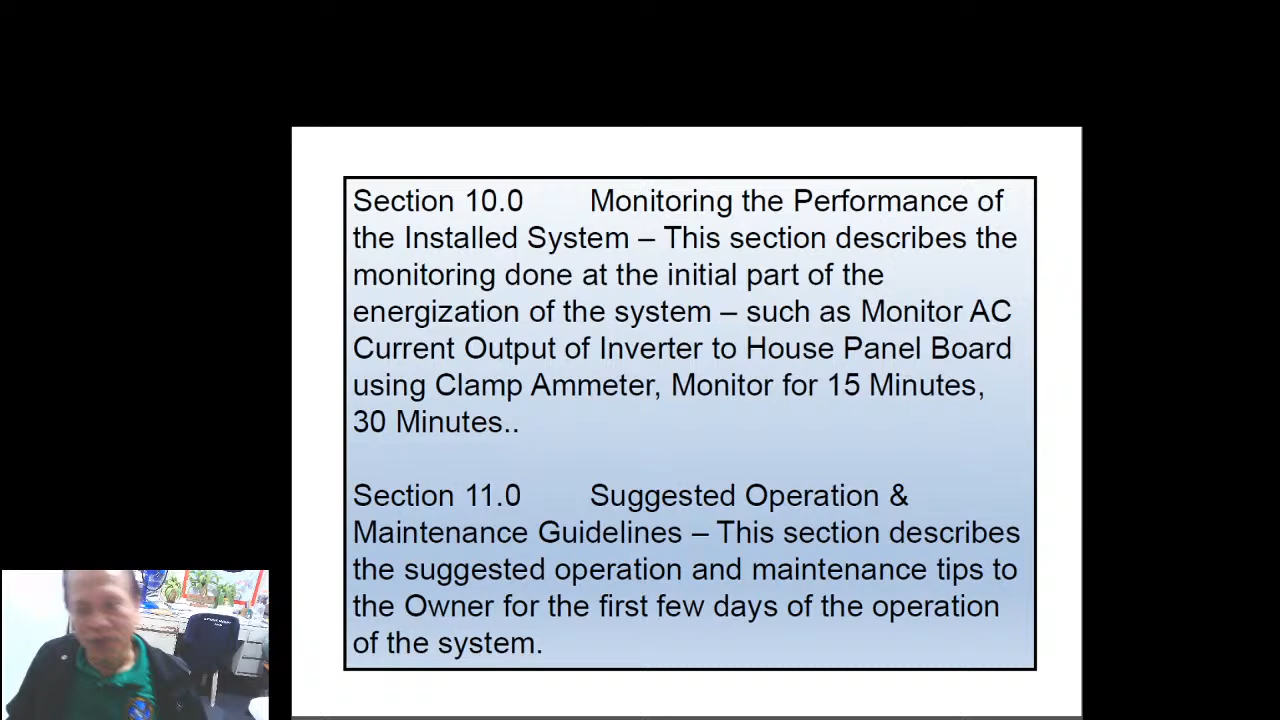 Section 10.0 Monitoring the Performance of
the Installed System – This section describes the
monitoring done at the initial part of the
energization of the system – such as Monitor AC
Current Output of Inverter to House Panel Board
using Clamp Ammeter, Monitor for 15 Minutes,
30 Minutes..
Section 11.0 Suggested Operation &
Maintenance Guidelines – This section describes
the suggested operation and maintenance tips to
the Owner for the first few days of the operation
of the system.